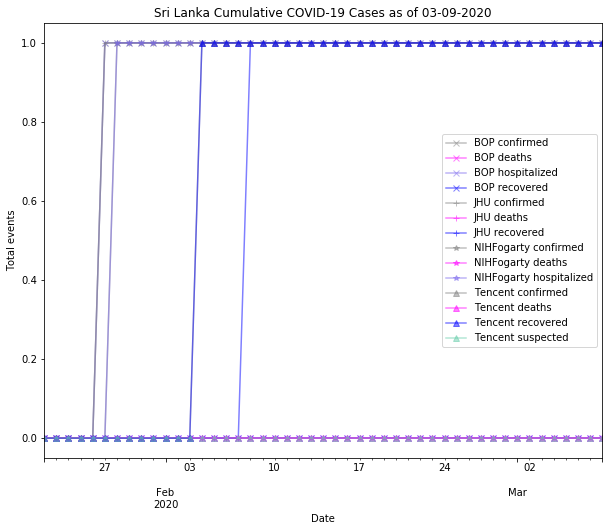 Sri Lanka Cumulative COVID-19 Cases as of 03-09-2020
1.0
0.8
0.6
0.4
0.2
0.0
Total events
BOP confirmed
BOP deaths
BOP hospitalized
BOP recovered
JHU confirmed
JHU deaths
JHU recovered
NIHFogarty confirmed
NIHFogarty deaths
NIHFogarty hospitalized
Tencent confirmed
Tencent deaths
Tencent recovered
Tencent suspected
27 03 10 17 24 02
Feb Mar
2020
Date